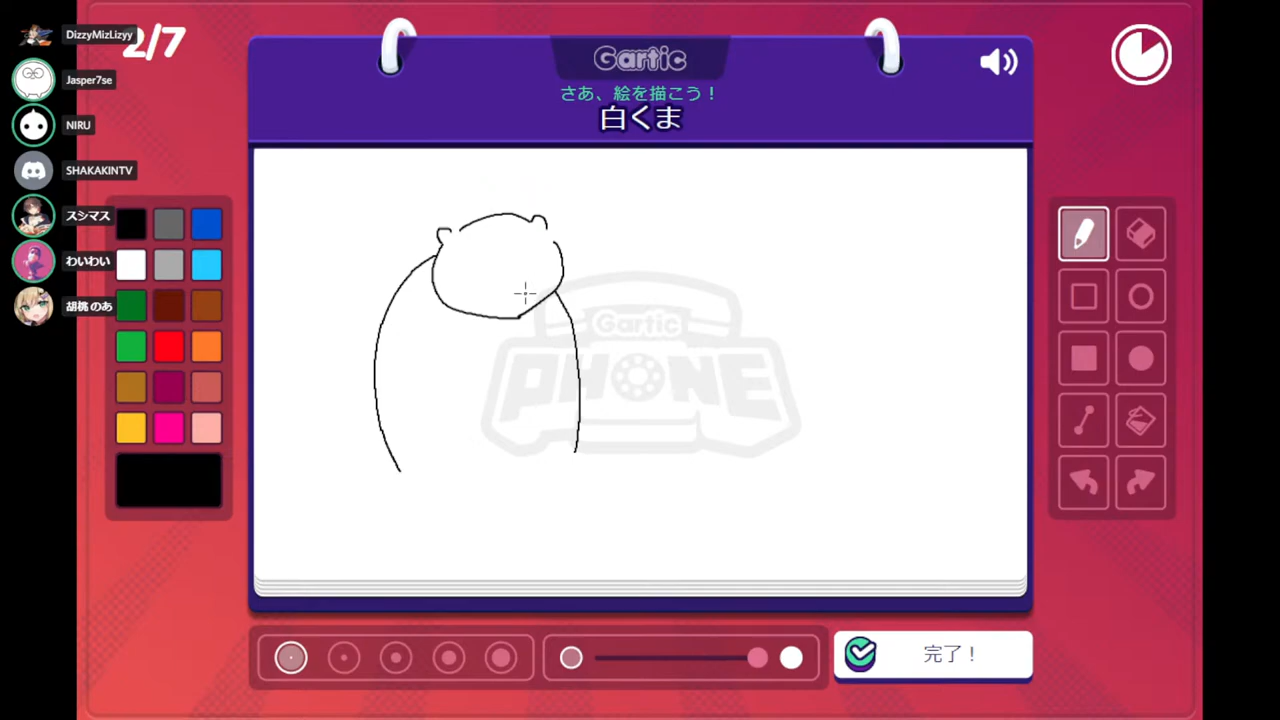 DizzyMizLizyy
2/7
Jasper7se
NIRU
SHAKAKINTV
スシマス
わいわい
胡桃のあ
Gartic
さあ、絵を描こう!
白くま
Gartic
PHONE
完了!